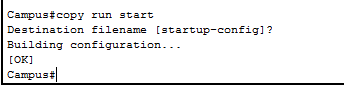 Campus#copy run start
Destination filename [startup-config]?
Building configuration...
[OK]
Campus#